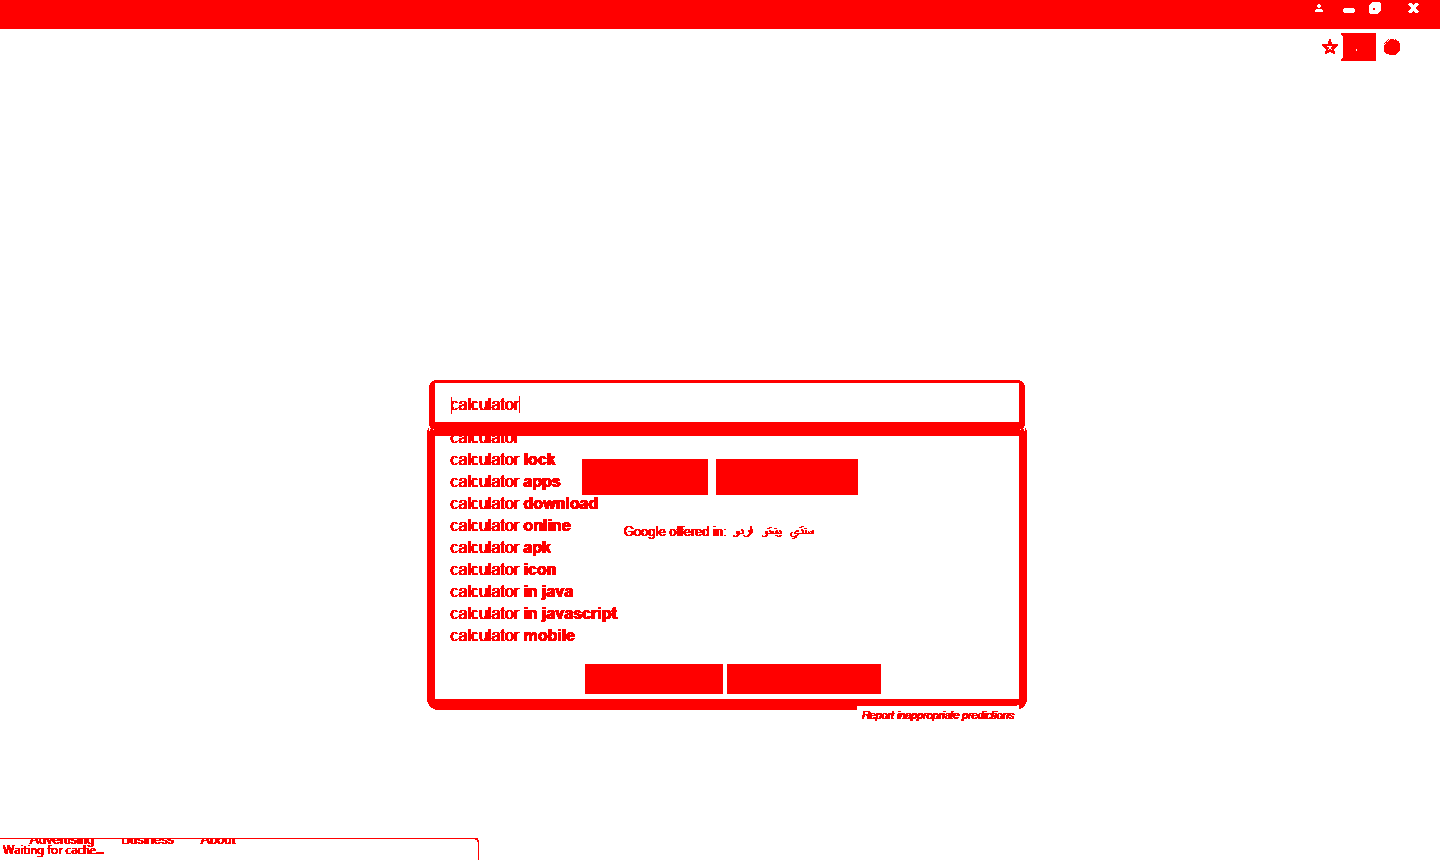 calculator
calculator
calculator lock
calculator apps
calculator download
calculator online
Google offered in: اردو پښتو سنڌي
calculator apk
calculator icon
calculator in java
calculator in javascript
calculator mobile
Report inappropriate predictions
Advertising Business About
Waiting for cache...